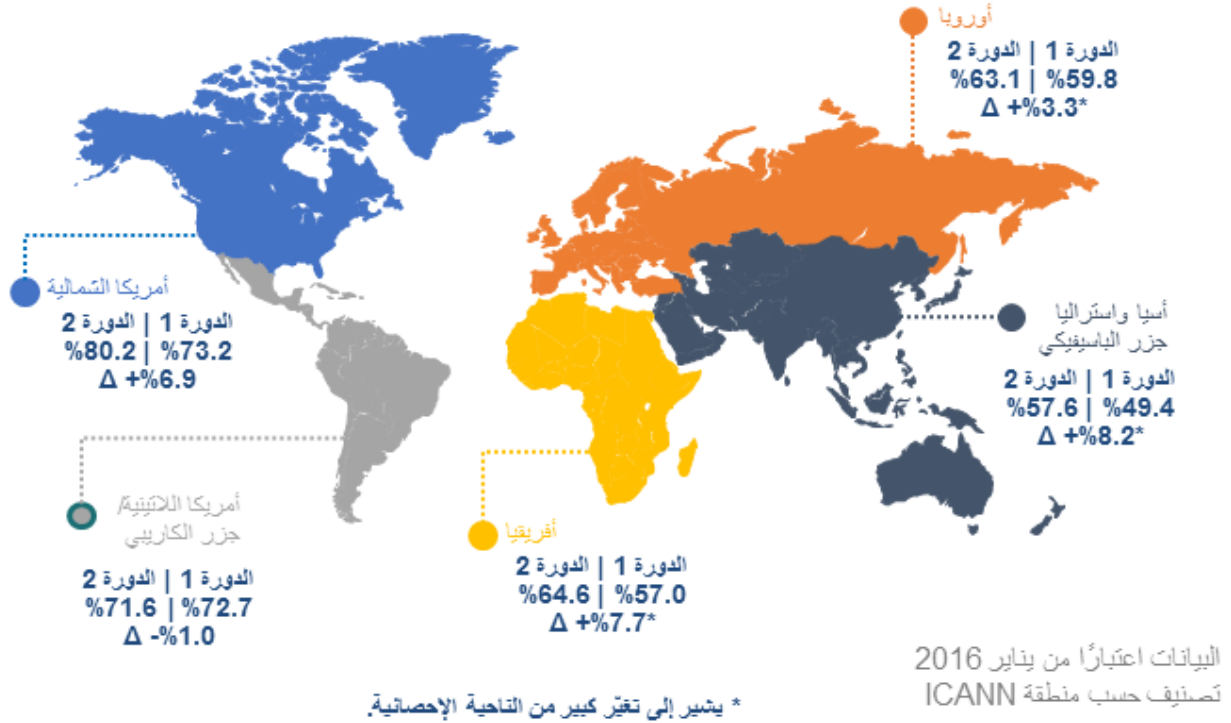 أوروبا
الدورة 1 | الدورة 2
%59.8 | %63.1
Δ +%3.3*
أمريكا الشمالية
الدورة 1 | الدورة 2
%73.2 | %80.2
Δ +%6.9
أسيا واستراليا
جزر الباسيفيكي
الدورة 1 | الدورة 2
%49.4 | %57.6
Δ +%8.2*
أمريكا اللاتينية/
جزر الكاريبي
الدورة 1 | الدورة 2
%72.7 | %71.6
Δ -%1.0
أفريقيا
الدورة 1 | الدورة 2
%57.0 | %64.6
Δ +%7.7*
البيانات اعتبارًا من يناير 2016
تصنيف حسب منطقة ICANN
* يشير إلى تغيّر كبير من الناحية الإحصائية.